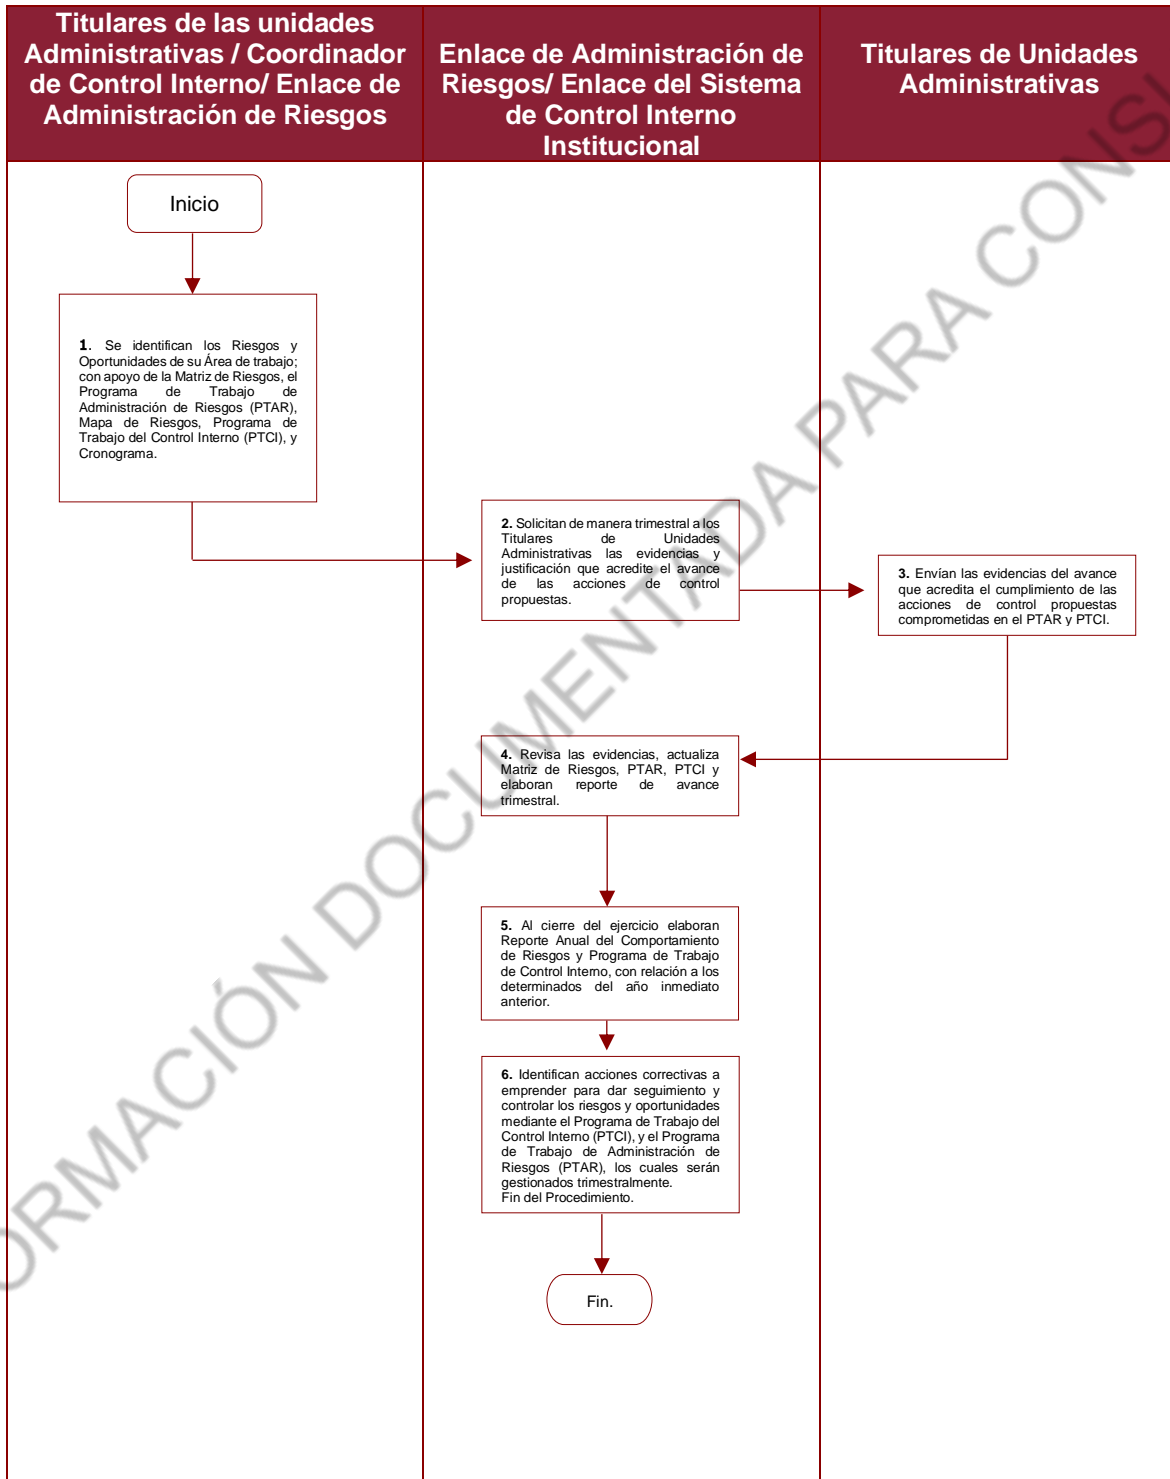 Titulares de las unidades
Administrativas / Coordinador
de Control Interno/ Enlace de
Administración de Riesgos
Enlace de Administración de
Riesgos/ Enlace del Sistema
de Control Interno
Institucional
Titulares de Unidades
Administrativas
Inicio
1. Se identifican los Riesgos y
Oportunidades de su Área de trabajo;
con apoyo de la Matriz de Riesgos, el
Programa de Trabajo de
Administración de Riesgos (PTAR),
Mapa de Riesgos, Programa de
Trabajo del Control Interno (PTCI), y
Cronograma.
2. Solicitan de manera trimestral a los
Titulares de Unidades
Administrativas las evidencias y
justificación que acredite el avance
de las acciones de control
propuestas.
3. Envían las evidencias del avance
que acredita el cumplimiento de las
acciones de control propuestas
comprometidas en el PTAR y PTCI.
4. Revisa las evidencias, actualiza
Matriz de Riesgos, PTAR, PTCI y
elaboran reporte de avance
trimestral.
5. Al cierre del ejercicio elaboran
Reporte Anual del Comportamiento
de Riesgos y Programa de Trabajo
de Control Interno, con relación a los
determinados del año inmediato
anterior.
6. Identifican acciones correctivas a
emprender para dar seguimiento y
controlar los riesgos y oportunidades
mediante el Programa de Trabajo del
Control Interno (PTCI), y el Programa
de Trabajo de Administración de
Riesgos (PTAR), los cuales serán
gestionados trimestralmente.
Fin del Procedimiento.
Fin.
ORMACIÓN DOCUMENTADA PARA CONSU